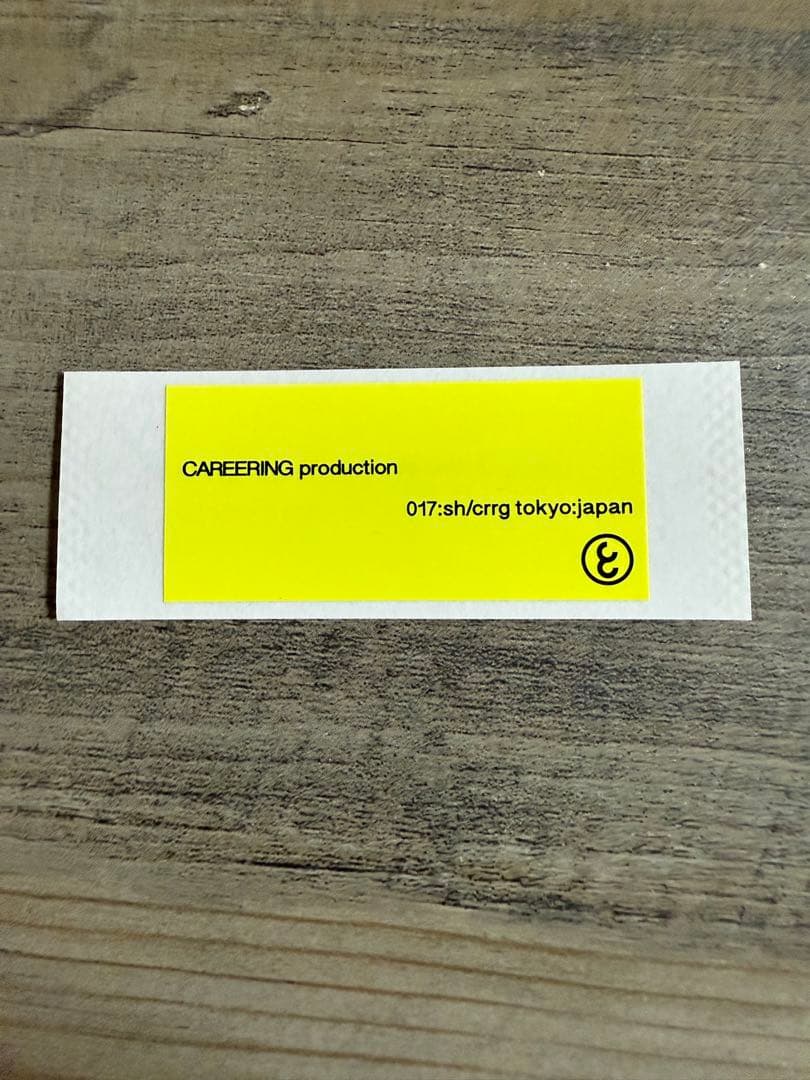 CAREERING production
017:sh/crrg tokyo:japan